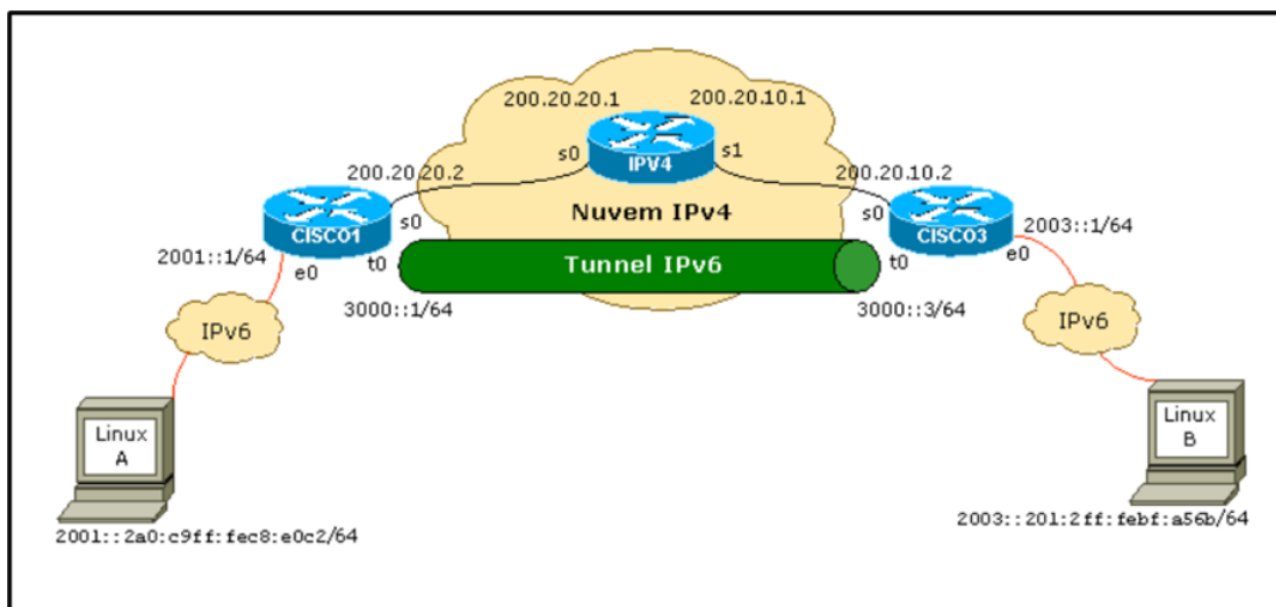 200.20.20.1
200.20.10.1
s0
s1
IPV4
200.20.20.2
200.20.10.2
s0
Nuvem IPv4
s0
CISCO1
CISCO3
2003::1/64
2001::1/64
e0
t0
Tunnel IPv6
t0
e0
3000::1/64
3000::3/64
IPv6
IPv6
Linux
A
Linux
B
2001::2a0:c9ff:fec8:e0c2/64
2003::201:2ff:febf:a56b/64